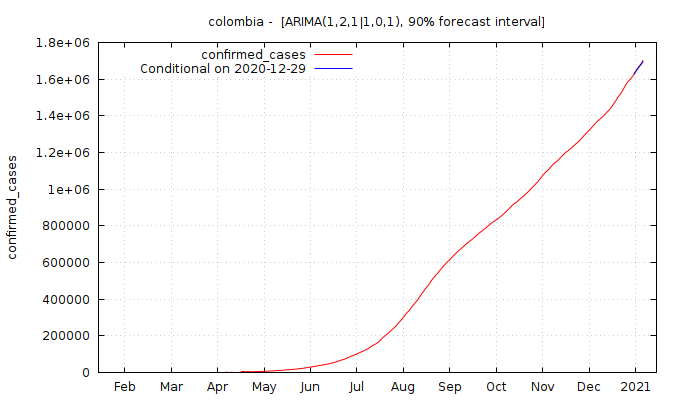 colombia - [ARIMA(1,2,1|1,0,1), 90% forecast interval]
confirmed_cases
Conditional on 2020-12-29
1.8e+06
1.6e+06
1.4e+06
1.2e+06
1e+06
800000
600000
400000
200000
0
confirmed_cases
Feb Mar Apr May Jun Jul Aug Sep Oct Nov Dec 2021